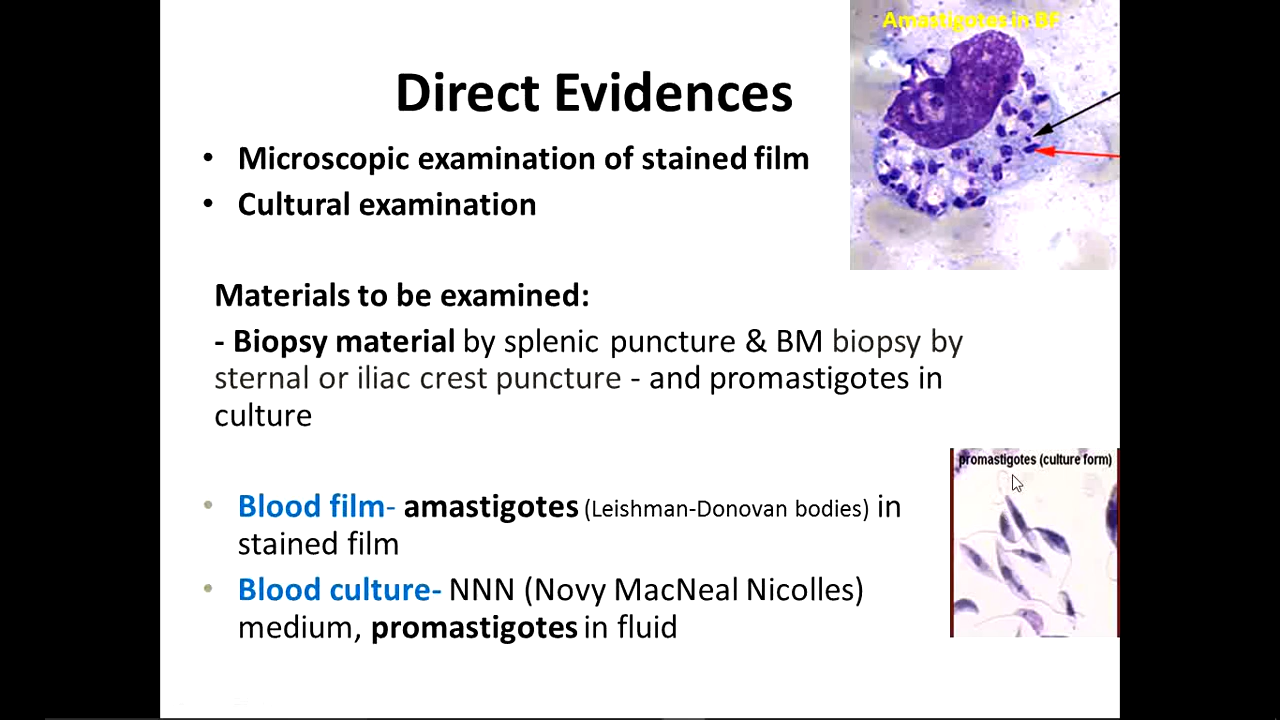 Amastigotes in BF
Direct Evidences
• Microscopic examination of stained film
• Cultural examination
Materials to be examined:
- Biopsy material by splenic puncture & BM biopsy by
sternal or iliac crest puncture - and promastigotes in
culture
promastigotes (culture form)
• Blood film- amastigotes (Leishman-Donovan bodies) in
stained film
• Blood culture- NNN (Novy MacNeal Nicolles)
medium, promastigotes in fluid